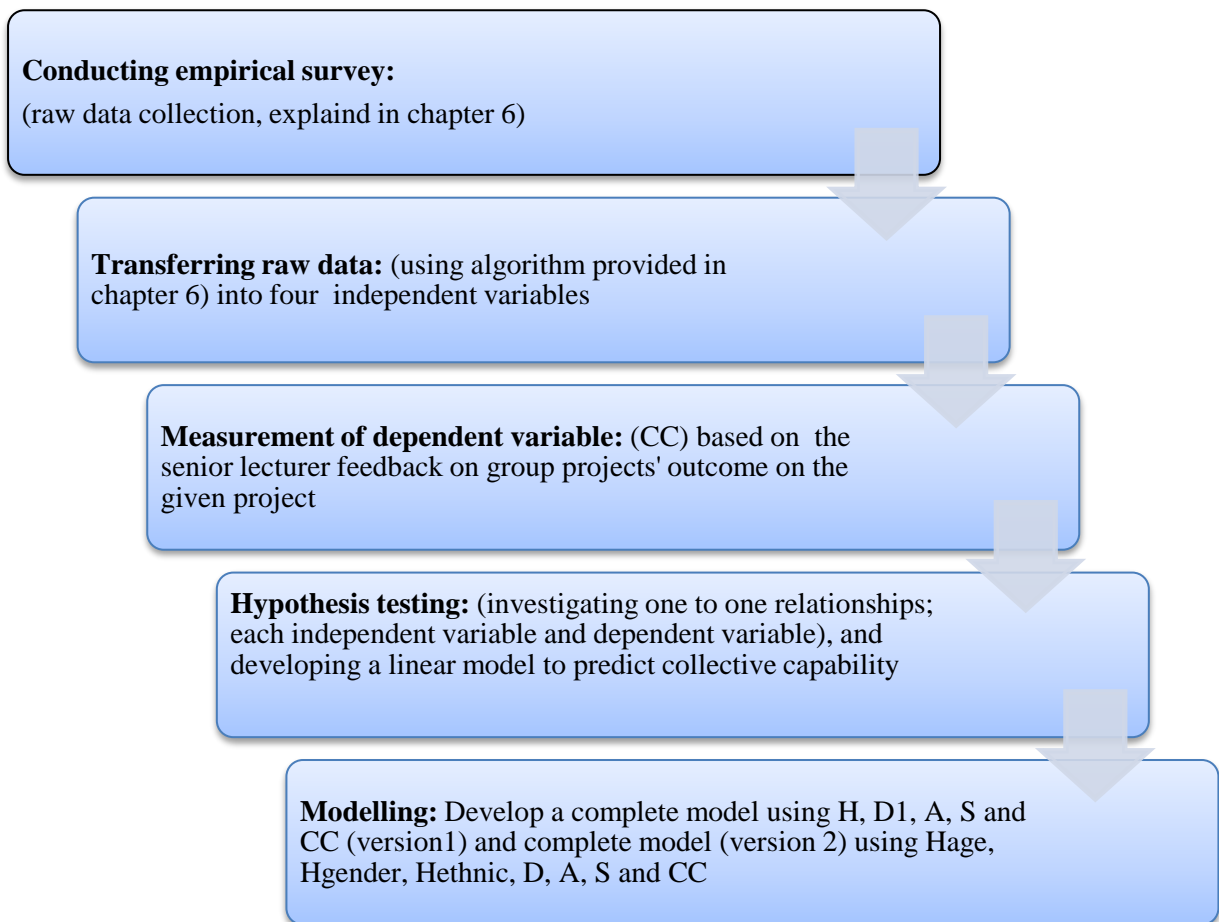 Conducting empirical survey:
(raw data collection, explaind in chapter 6)
Transferring raw data: (using algorithm provided in
chapter 6) into four independent variables
Measurement of dependent variable: (CC) based on the
senior lecturer feedback on group projects' outcome on the
given project
Hypothesis testing: (investigating one to one relationships;
each independent variable and dependent variable), and
developing a linear model to predict collective capability
Modelling: Develop a complete model using H, D1, A, S and
CC (version1) and complete model (version 2) using Hage,
Hgender, Hethnic, D, A, S and CC